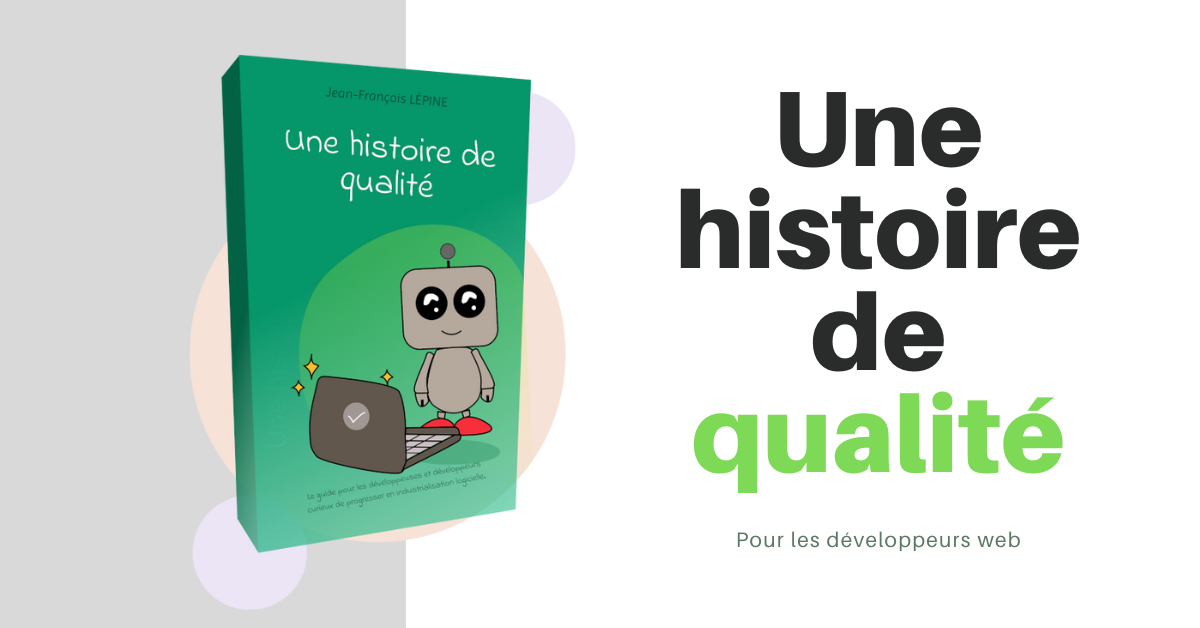 Jean-François LÉPINE
Une histoire de
qualité
Le guide pour les développeuses et développeurs
curieux de progresser en industrialisation logicielle.
Une
histoire
de
qualité
Pour les développeurs web